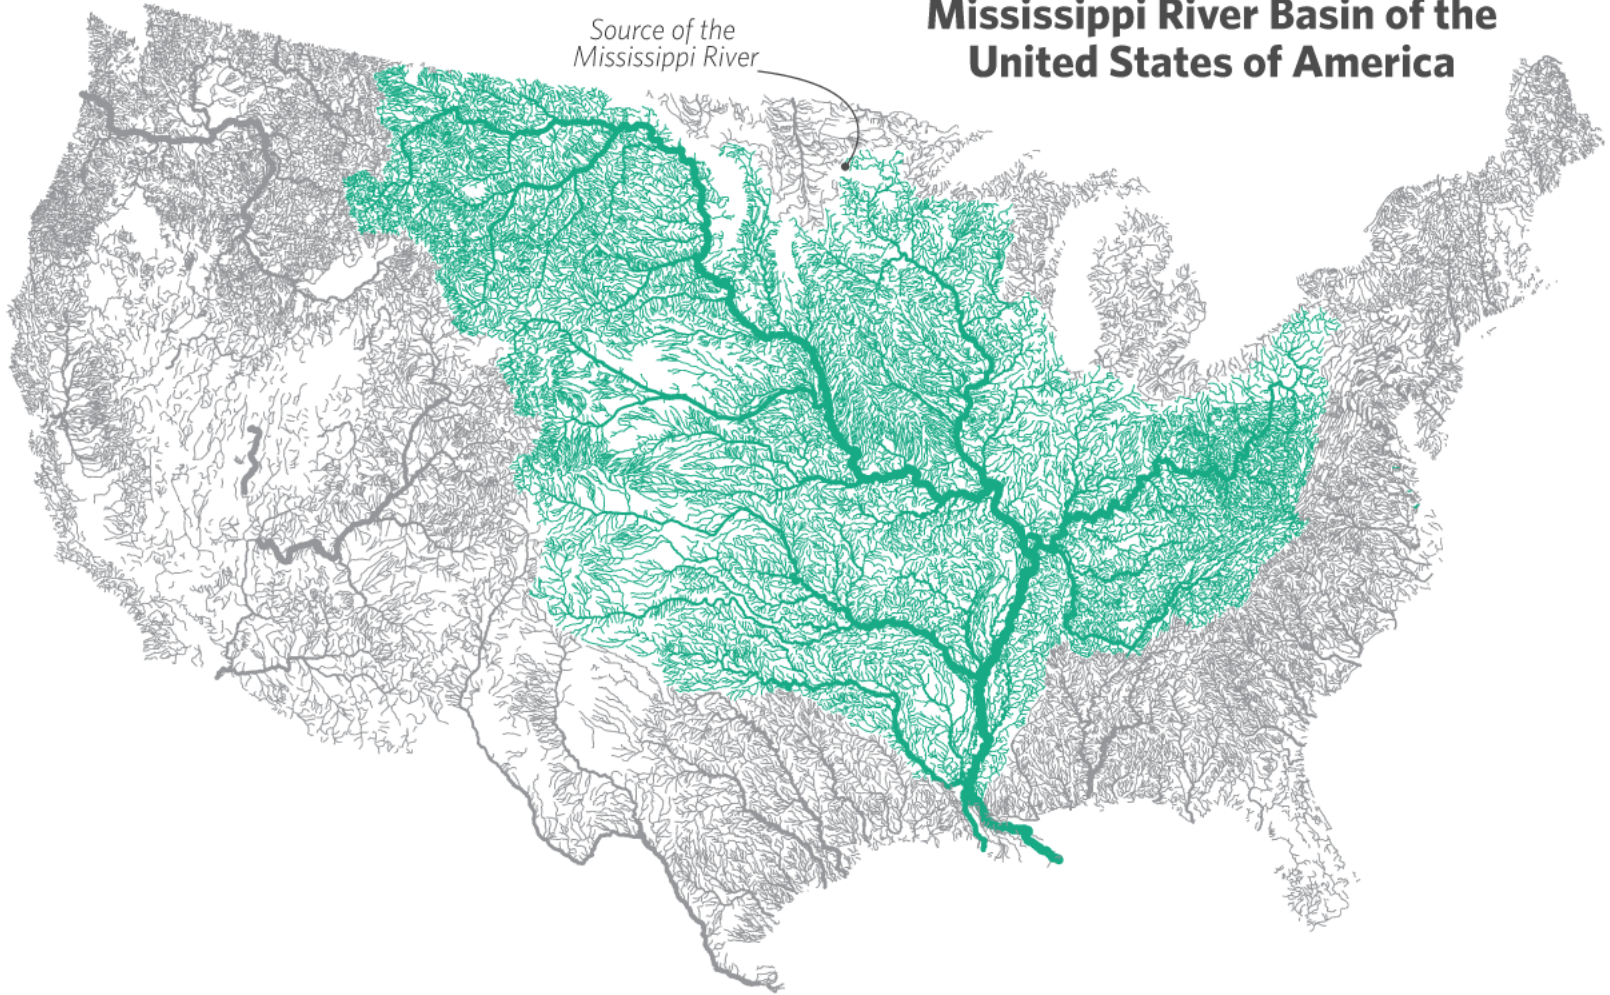 Mississippi River Basin of the
United States of America
Source of the
Mississippi River